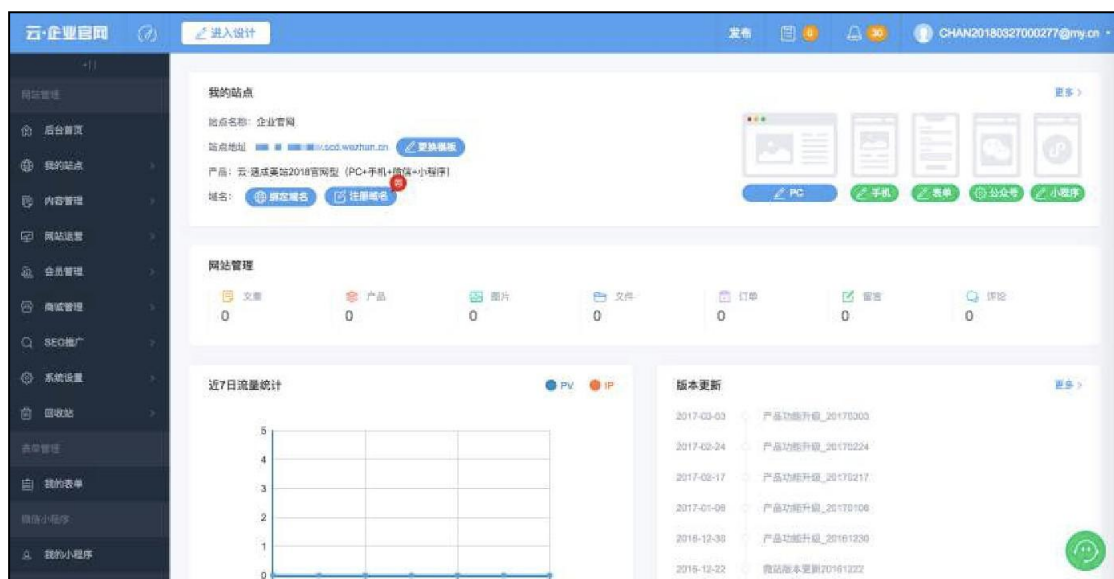 云·企业官网
进入设计
发布
0
30
CHAN20180327000277@my.cn
网站管理
后台首页
我的站点
内容管理
网站运营
会员管理
商城管理
SEO推广
系统设置
回收站
表单管理
我的表单
微信小程序
我的小程序
我的站点
更多
站点名称: 企业官网
站点地址
.scd.wezhan.cn
更换模板
产品: 云·速成美站2018官网型 (PC+手机+微信+小程序)
域名:
绑定域名
注册域名
PC
手机
表单
公众号
小程序
网站管理
文章 产品 图片 文件 订单 留言 评论
0 0 0 0 0 0 0
近7日流量统计
PV IP
5
4
3
2
1
0
版本更新
更多
2017-03-03 产品功能升级_20170303
2017-02-24 产品功能升级_20170224
2017-02-17 产品功能升级_20170217
2017-01-06 产品功能升级_20170106
2016-12-30 产品功能升级_20161230
2016-12-22 微站版本更新20161222